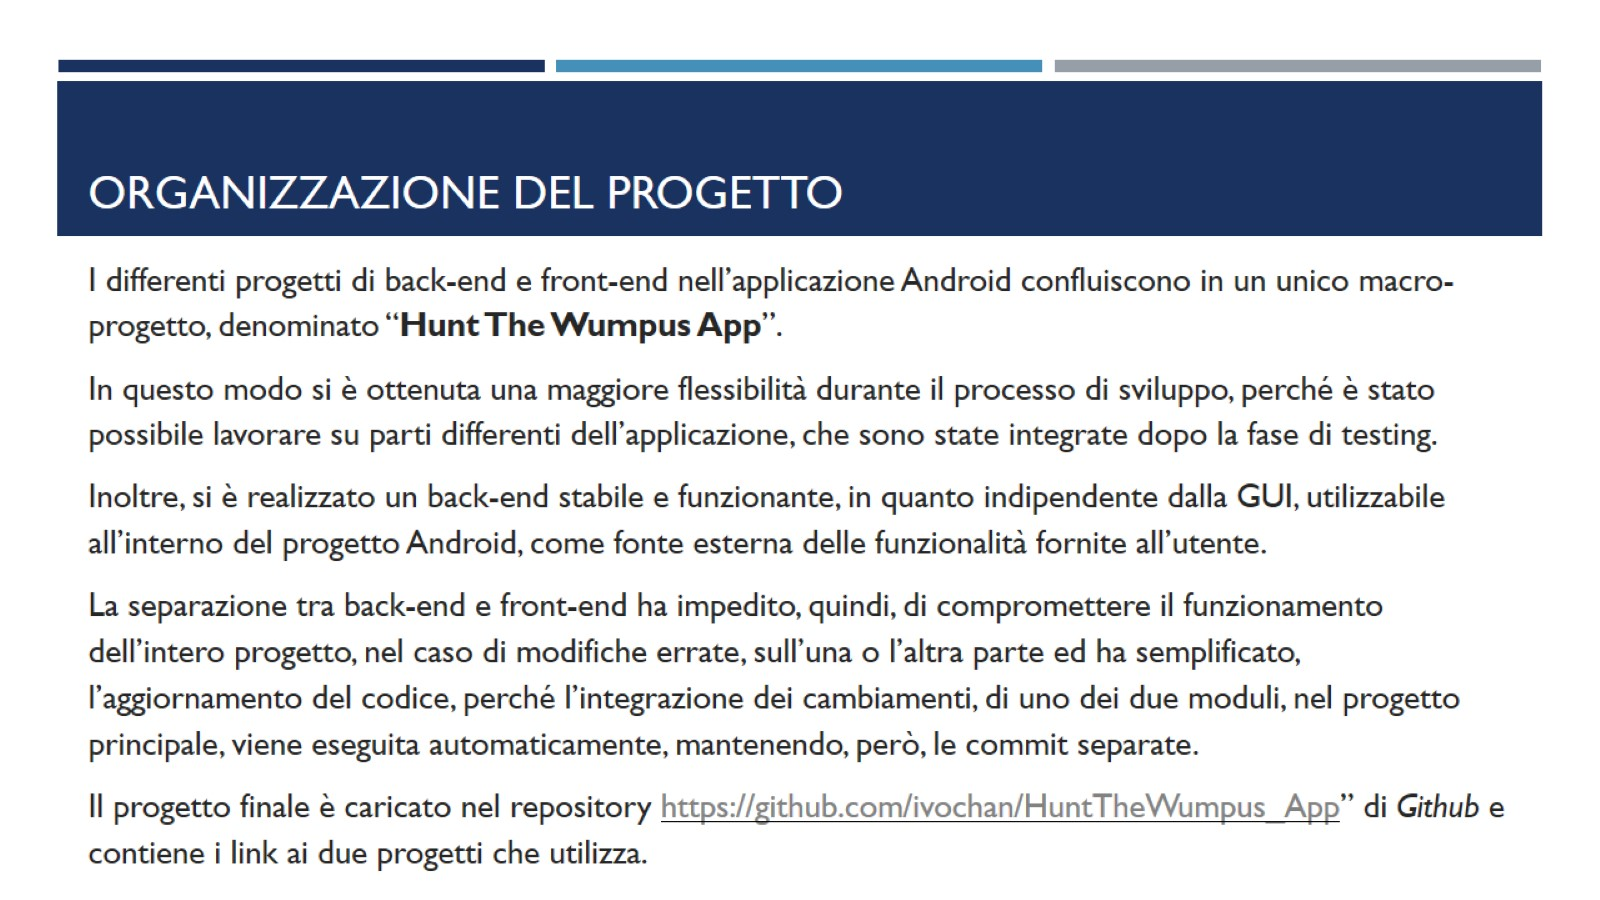 ORGANIZZAZIONE DEL PROGETTO
I differenti progetti di back-end e front-end nell’applicazione Android confluiscono in un unico macro-
progetto, denominato “Hunt The Wumpus App”.
In questo modo si è ottenuta una maggiore flessibilità durante il processo di sviluppo, perché è stato
possibile lavorare su parti differenti dell’applicazione, che sono state integrate dopo la fase di testing.
Inoltre, si è realizzato un back-end stabile e funzionante, in quanto indipendente dalla GUI, utilizzabile
all’interno del progetto Android, come fonte esterna delle funzionalità fornite all’utente.
La separazione tra back-end e front-end ha impedito, quindi, di compromettere il funzionamento
dell’intero progetto, nel caso di modifiche errate, sull’una o l’altra parte ed ha semplificato,
l’aggiornamento del codice, perché l’integrazione dei cambiamenti, di uno dei due moduli, nel progetto
principale, viene eseguita automaticamente, mantenendo, però, le commit separate.
Il progetto finale è caricato nel repository https://github.com/ivochan/HuntTheWumpus_App” di Github e
contiene i link ai due progetti che utilizza.